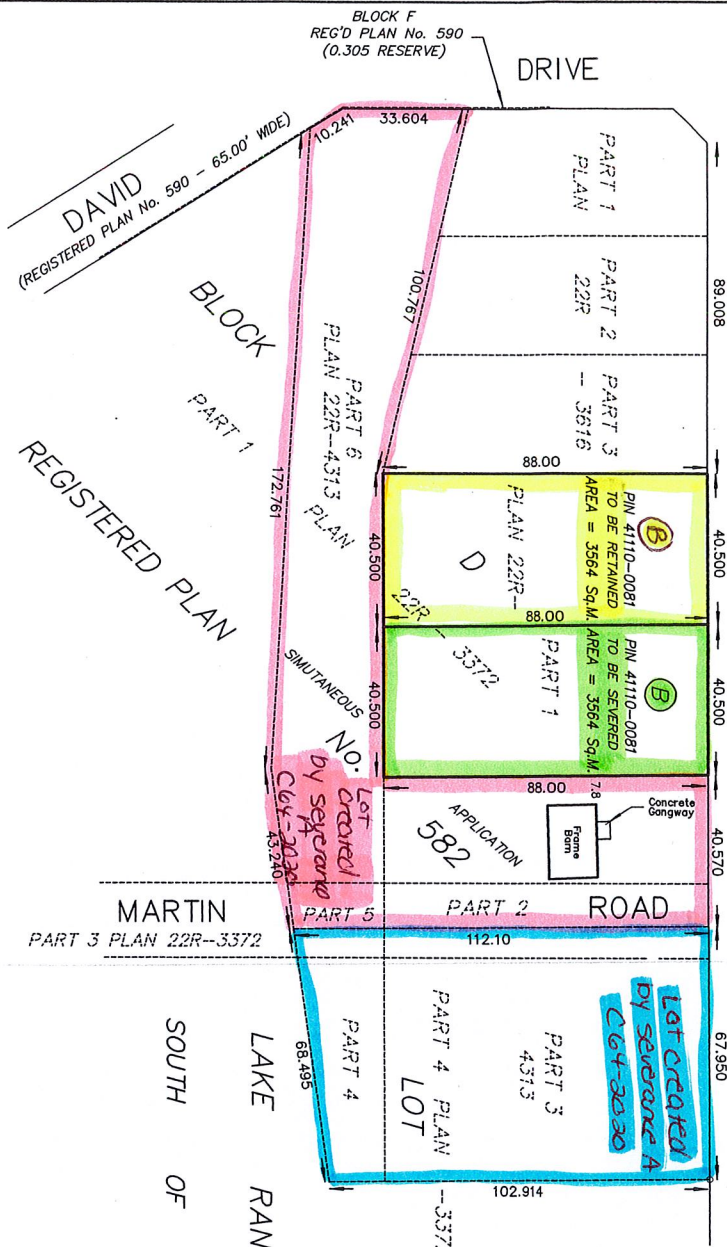 BLOCK F
REG'D PLAN No. 590
(0.305 RESERVE)
DRIVE
33.604
10.241
DAVID
(REGISTERED PLAN No. 590 - 65.00' WIDE)
89.008
PART 1
PLAN
PART 2
22R
PART 3
-- 3616
100.767
BLOCK
PART 6
PLAN 22R--4313
PART 1
PLAN
172.761
REGISTERED PLAN
88.00
40.500
40.500
B
PIN 41110-0081
TO BE RETAINED
AREA = 3564 Sq.M.
PLAN 22R--
D
22R -- 3372
88.00
40.500
40.500
B
PIN 41110-0081
TO BE SEVERED
AREA = 3564 Sq.M.
PART 1
SIMUTANEOUS
No.
7.8
88.00
Concrete
Gangway
Frame
Barn
40.570
APPLICATION
582
Lot
created
by severance
A
C64-2020
43.240
MARTIN
PART 5
PART 2
ROAD
PART 3 PLAN 22R--3372
112.10
67.950
Lot created
by severance A
C64-2020
PART 3
4313
PART 4 PLAN
LOT
PART 4
68.495
102.914
LAKE RAN
SOUTH OF